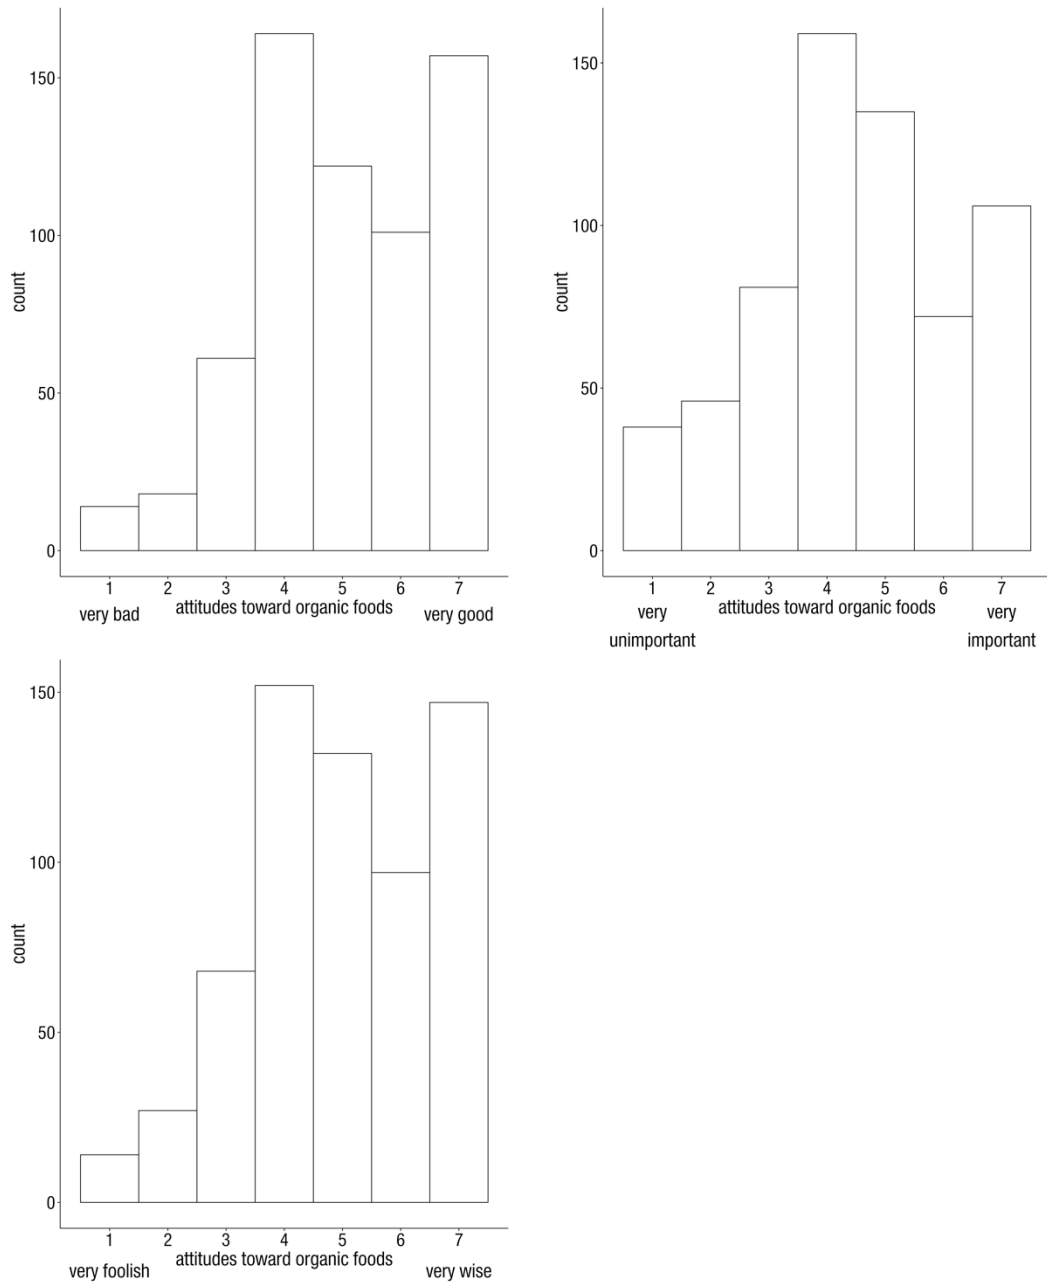 150
100
50
0
count
1 2 3 4 5 6 7
attitudes toward organic foods
very bad very good
150
100
50
0
count
1 2 3 4 5 6 7
attitudes toward organic foods
very very
unimportant important
150
100
50
0
count
1 2 3 4 5 6 7
attitudes toward organic foods
very foolish very wise